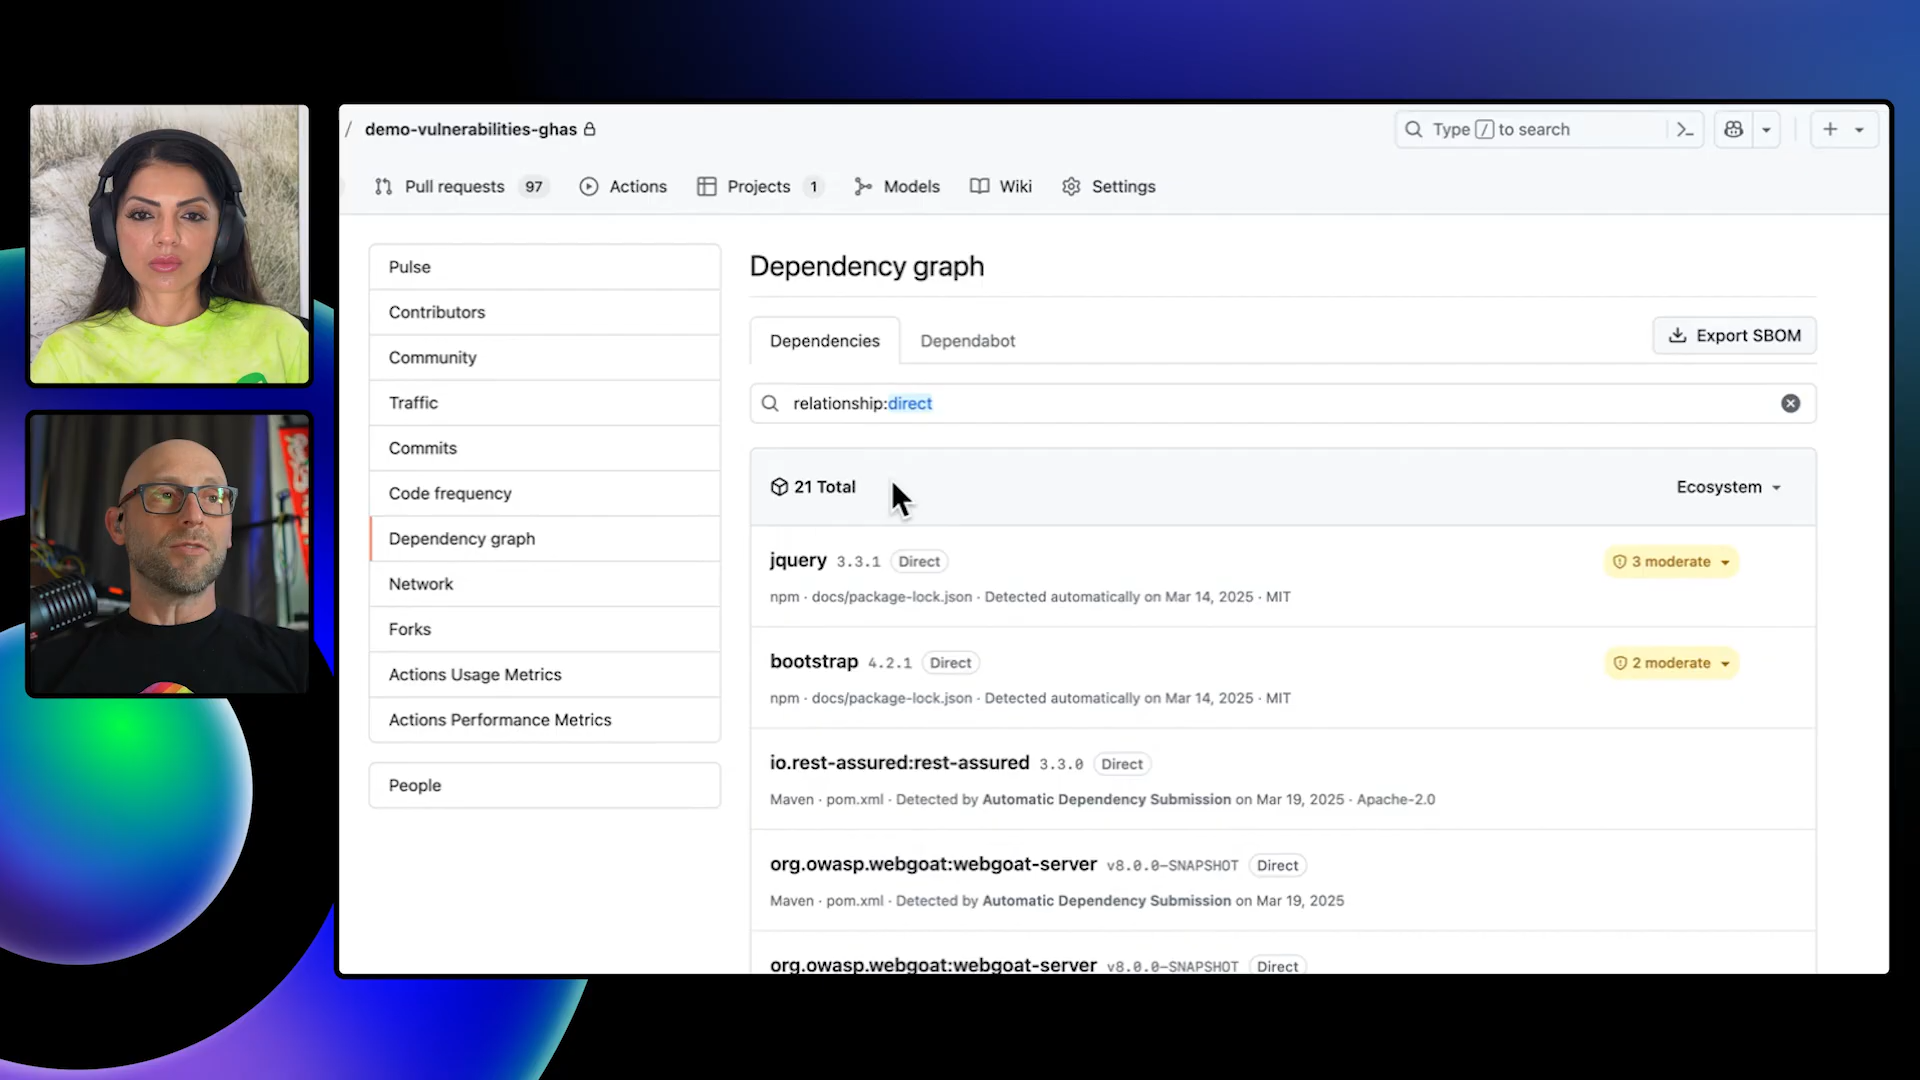 / demo-vulnerabilities-ghas
Type / to search
Pull requests 97
Actions
Projects 1
Models
Wiki
Settings
Pulse
Contributors
Community
Traffic
Commits
Code frequency
Dependency graph
Network
Forks
Actions Usage Metrics
Actions Performance Metrics
People
Dependency graph
Dependencies
Dependabot
Export SBOM
relationship:direct
21 Total
Ecosystem
jquery 3.3.1 Direct
3 moderate
npm · docs/package-lock.json · Detected automatically on Mar 14, 2025 · MIT
bootstrap 4.2.1 Direct
2 moderate
npm · docs/package-lock.json · Detected automatically on Mar 14, 2025 · MIT
io.rest-assured:rest-assured 3.3.0 Direct
Maven · pom.xml · Detected by Automatic Dependency Submission on Mar 19, 2025 · Apache-2.0
org.owasp.webgoat:webgoat-server v8.0.0-SNAPSHOT Direct
Maven · pom.xml · Detected by Automatic Dependency Submission on Mar 19, 2025
org.owasp.webgoat:webgoat-server v8.0.0-SNAPSHOT Direct